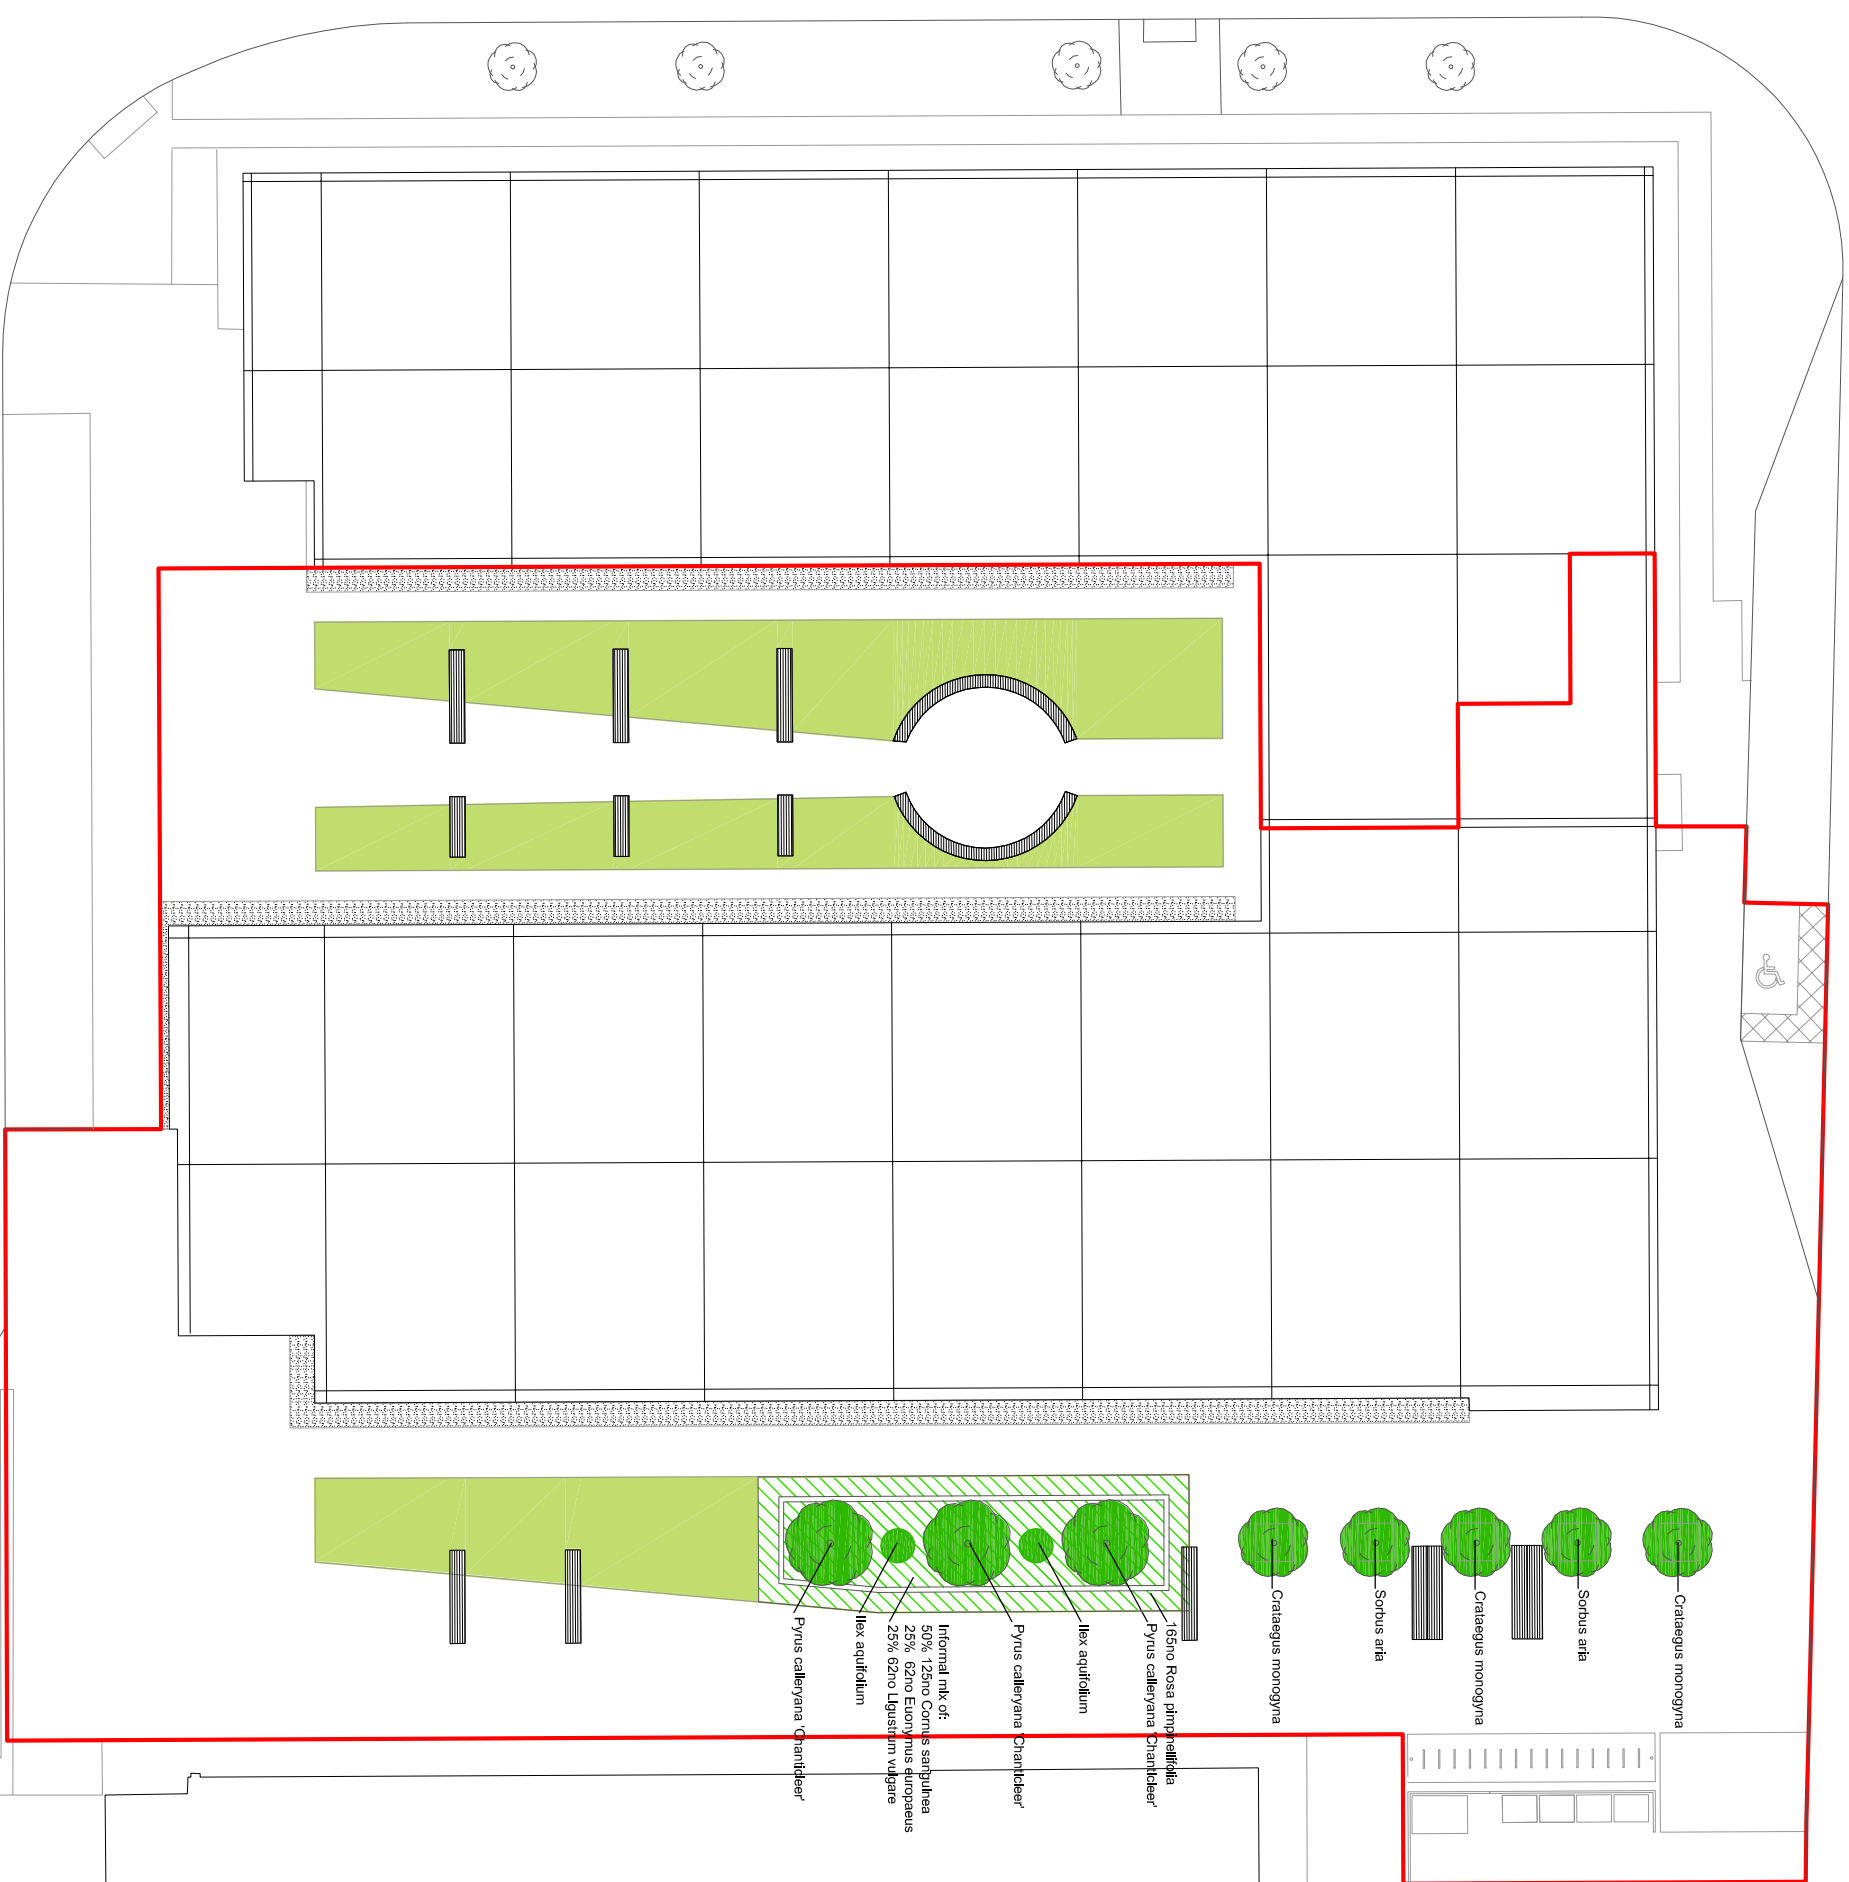 Pyrus calleryana 'Chanticleer'
Ilex aquifolium
Informal mix of:
50% 125no Cornus sanguinea
25% 62no Euonymus europaeus
25% 62no Ligustrum vulgare
Pyrus calleryana 'Chanticleer'
Ilex aquifolium
165no Rosa pimpinellifolia
Pyrus calleryana 'Chanticleer'
Crataegus monogyna
Sorbus aria
Crataegus monogyna
Sorbus aria
Crataegus monogyna